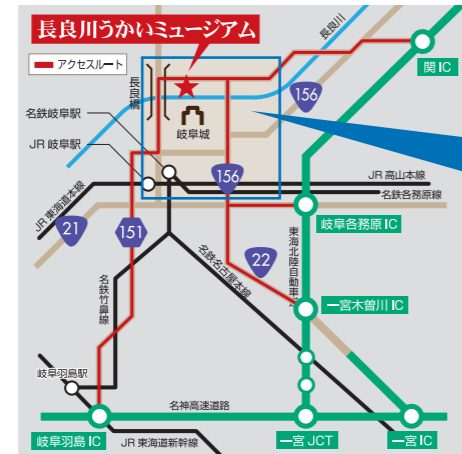 長良川うかいミュージアム
アクセスルート
長良川
関 IC
長良橋
156
岐阜城
名鉄岐阜駅
JR 岐阜駅
156
JR 高山本線
名鉄各務原線
JR 東海道本線
21
151
岐阜各務原 IC
22
東海北陸自動車道
名鉄名古屋本線
名鉄竹鼻線
一宮木曽川 IC
岐阜羽島駅
名神高速道路
岐阜羽島 IC
JR 東海道新幹線
一宮 JCT
一宮 IC